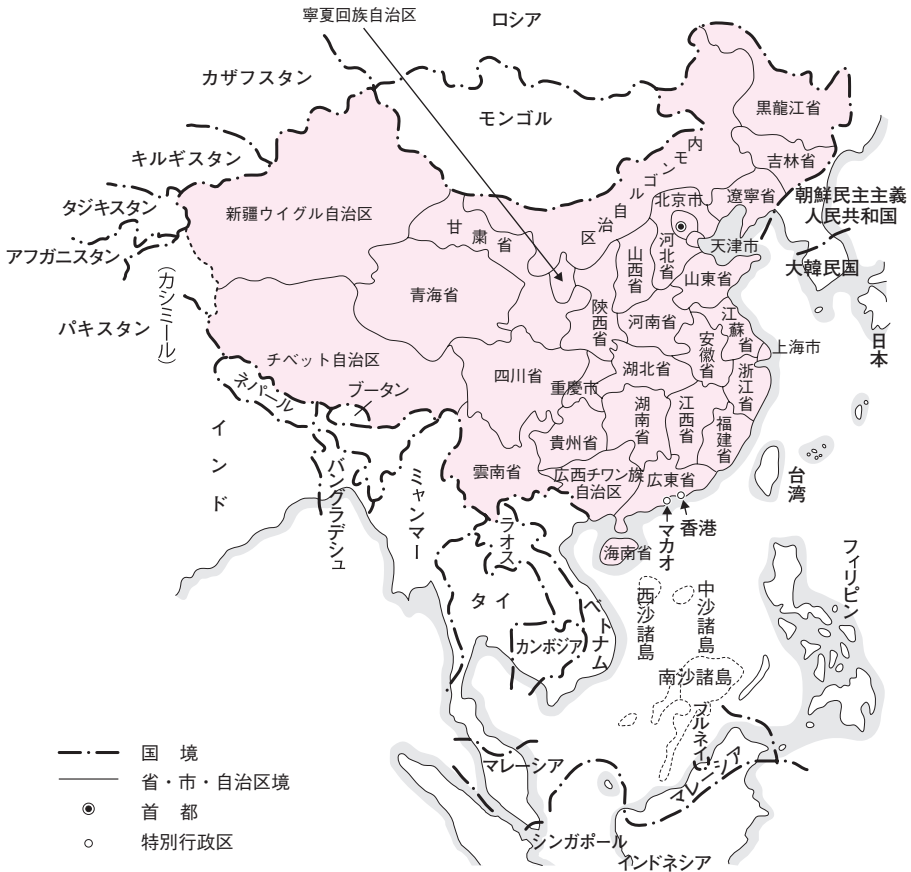 寧夏回族自治区
ロシア
カザフスタン
モンゴル
黒龍江省
内モンゴル自治区
吉林省
キルギスタン
北京市
遼寧省
朝鮮民主主義
人民共和国
タジキスタン
新疆ウイグル自治区
甘粛省
天津市
アフガニスタン
大韓民国
山西省
河北省
山東省
(カシミール)
青海省
陝西省
河南省
江蘇省
安徽省
上海市
日本
パキスタン
チベット自治区
四川省
重慶市
湖北省
浙江省
ネパール
ブータン
湖南省
江西省
福建省
インド
貴州省
バングラデシュ
ミャンマー
雲南省
広西チワン族
自治区
広東省
台湾
香港
マカオ
ラオス
海南省
フィリピン
タイ
ベトナム
西沙諸島
中沙諸島
カンボジア
南沙諸島
ブルネイ
マレーシア
マレーシア
シンガポール
インドネシア
国 境
省・市・自治区境
首 都
特別行政区